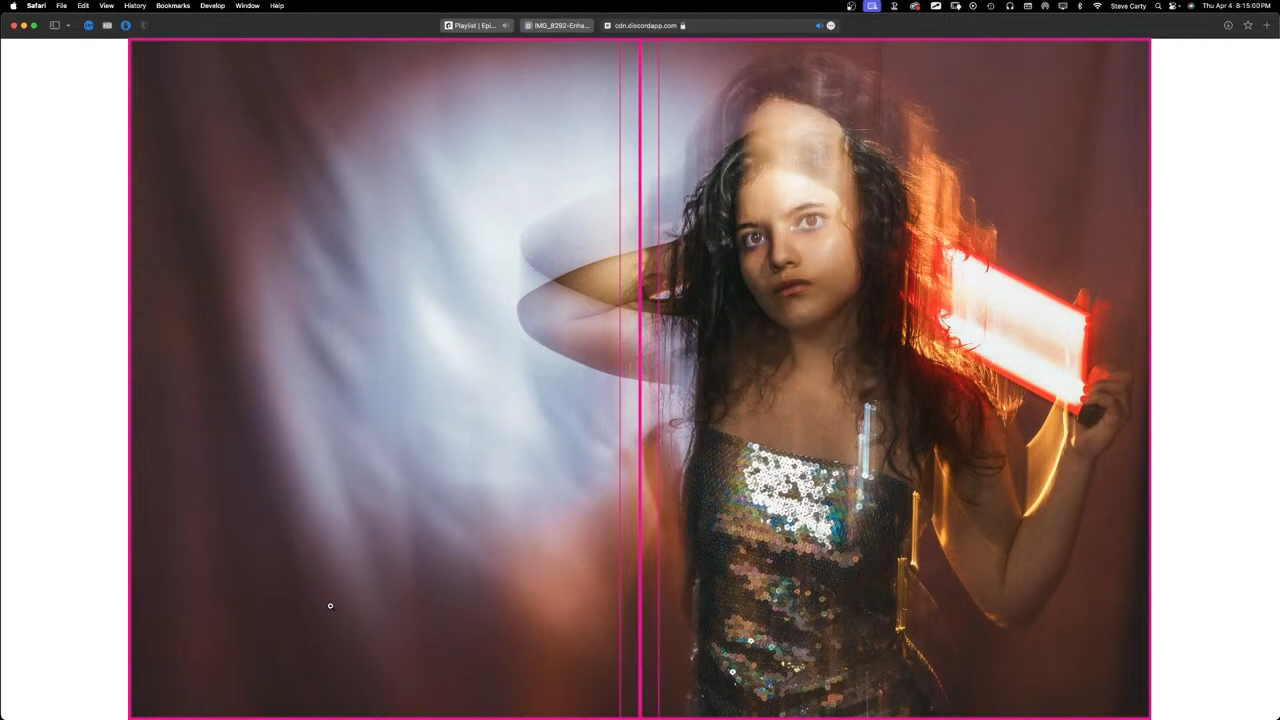 Safari File Edit View History Bookmarks Develop Window Help Steve Carty Thu Apr 4 8:15:00 PM
Playlist | Epi... IMG_8292-Enha... cdn.discordapp.com